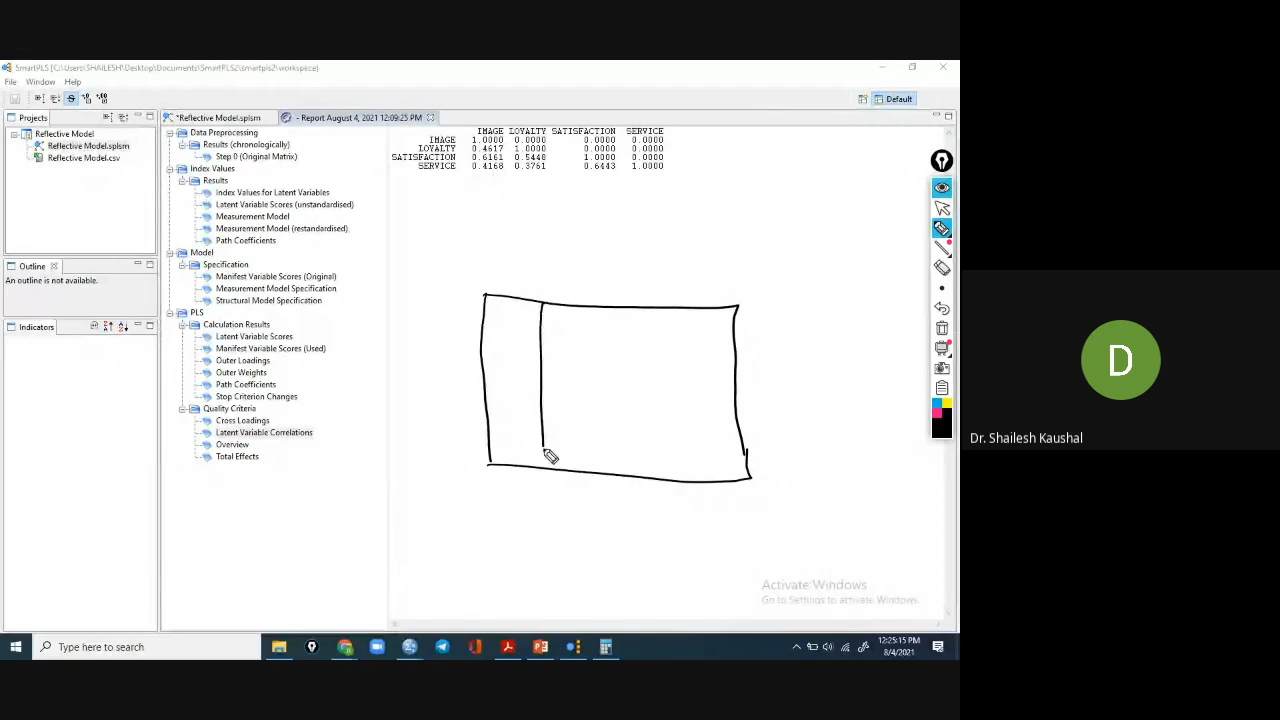 SmartPLS [C:\Users\SHAILESH\Desktop\Documents\SmartPLS2\smartpls2\workspace]
File Window Help
Default
Projects
*Reflective Model.splsm
- Report August 4, 2021 12:09:25 PM
Reflective Model
Reflective Model.splsm
Reflective Model.csv
Outline
An outline is not available.
Indicators
Data Preprocessing
Results (chronologically)
Step 0 (Original Matrix)
Index Values
Results
Index Values for Latent Variables
Latent Variable Scores (unstandardised)
Measurement Model
Measurement Model (restandardised)
Path Coefficients
Model
Specification
Manifest Variable Scores (Original)
Measurement Model Specification
Structural Model Specification
PLS
Calculation Results
Latent Variable Scores
Manifest Variable Scores (Used)
Outer Loadings
Outer Weights
Path Coefficients
Stop Criterion Changes
Quality Criteria
Cross Loadings
Latent Variable Correlations
Overview
Total Effects
IMAGE LOYALTY SATISFACTION SERVICE
IMAGE 1.0000 0.0000 0.0000 0.0000
LOYALTY 0.4617 1.0000 0.0000 0.0000
SATISFACTION 0.6161 0.5440 1.0000 0.0000
SERVICE 0.4168 0.3761 0.6443 1.0000
Activate Windows
Go to Settings to activate Windows.
D
Dr. Shailesh Kaushal
Type here to search
12:25:15 PM
8/4/2021